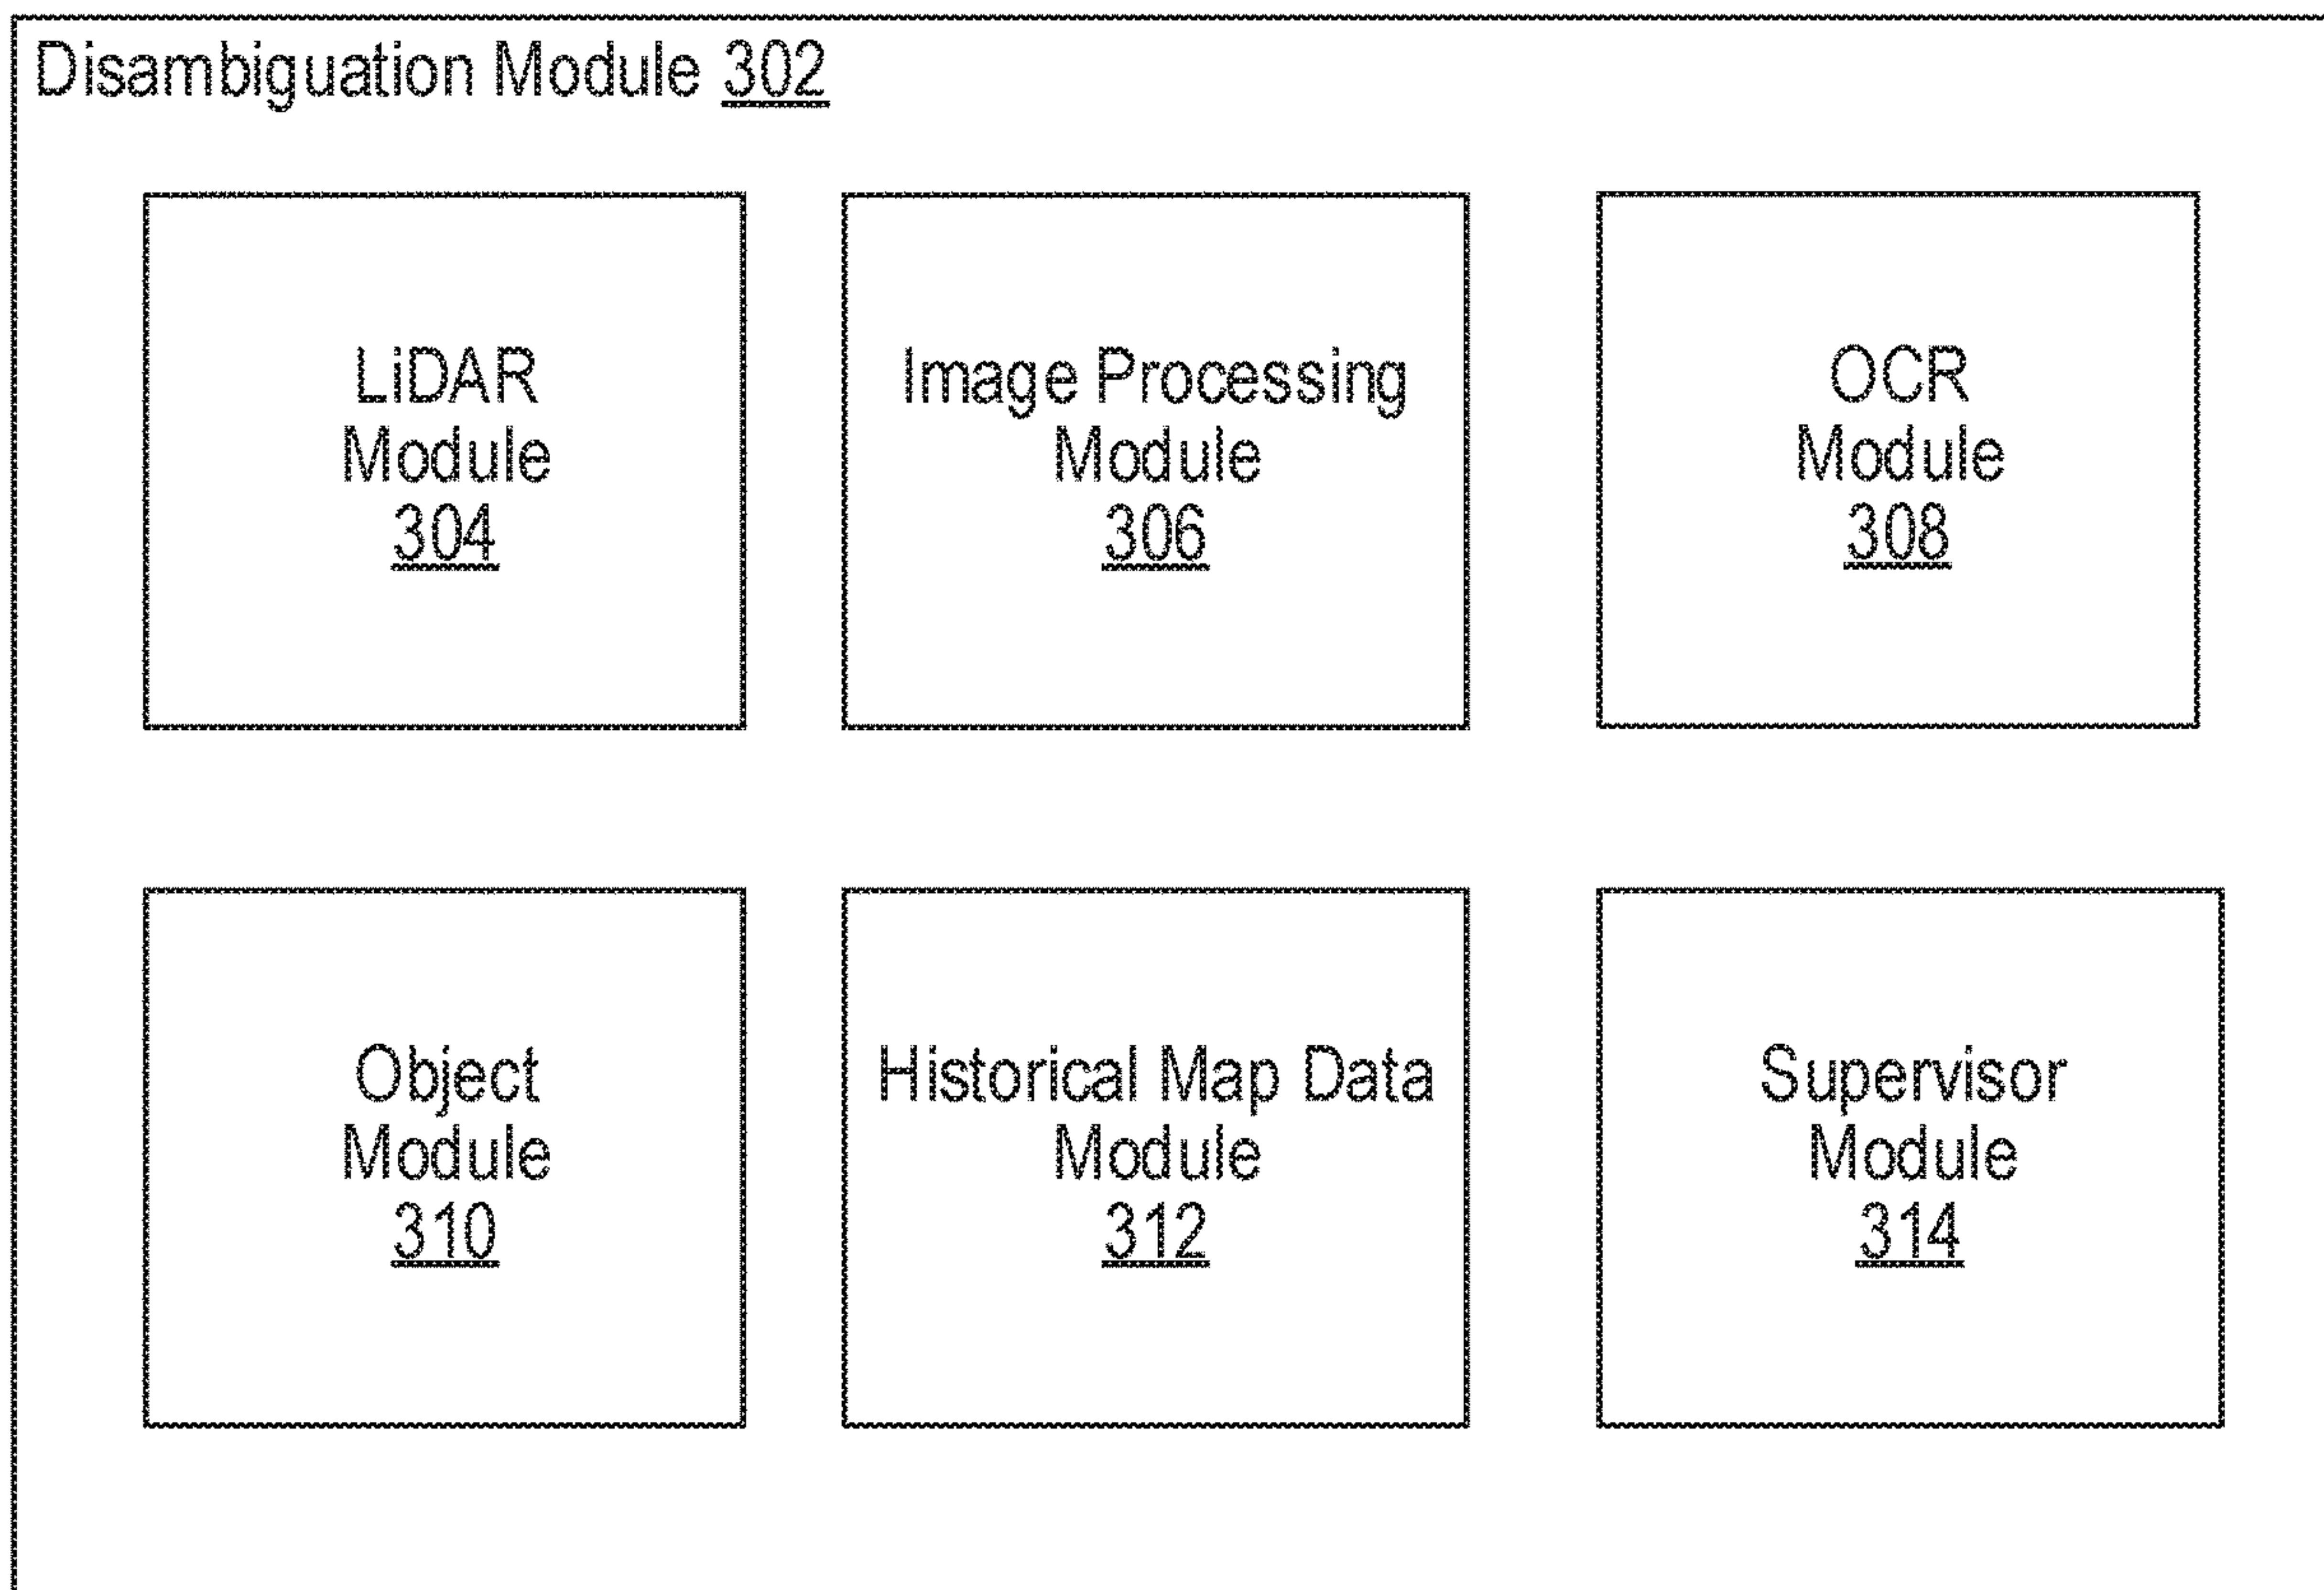 Disambiguation Module 302
LiDAR
Module
304
Image Processing
Module
306
OCR
Module
308
Object
Module
310
Historical Map Data
Module
312
Supervisor
Module
314